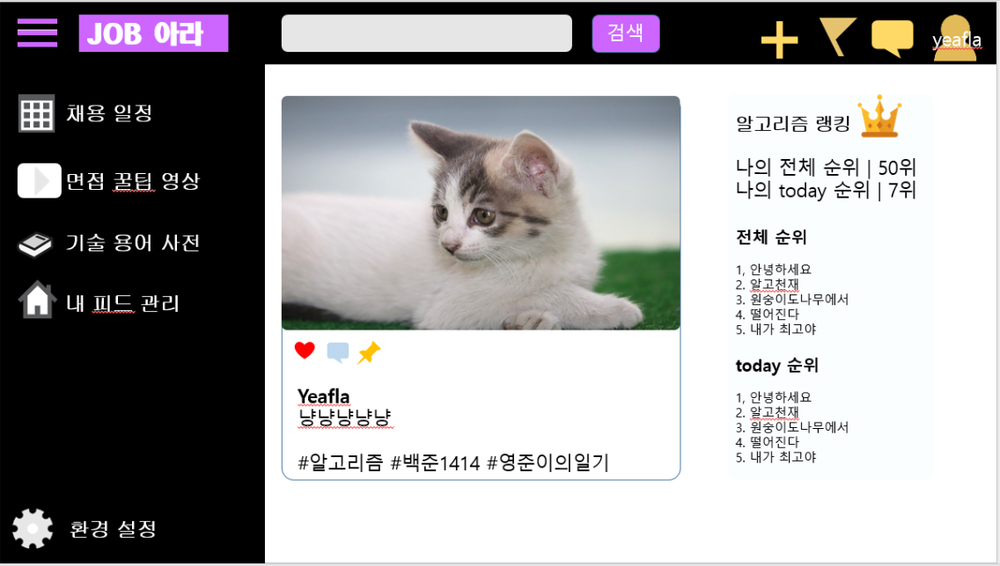 JOB 아라
검색
yeafla
채용 일정
면접 꿀팁 영상
기술 용어 사전
내 피드 관리
환경 설정
Yeafla
냥냥냥냥냥
#알고리즘 #백준1414 #영준이의일기
알고리즘 랭킹
나의 전체 순위 | 50위
나의 today 순위 | 7위
전체 순위
1, 안녕하세요
2. 알고천재
3. 원숭이도나무에서
4. 떨어진다
5. 내가 최고야
today 순위
1, 안녕하세요
2. 알고천재
3. 원숭이도나무에서
4. 떨어진다
5. 내가 최고야